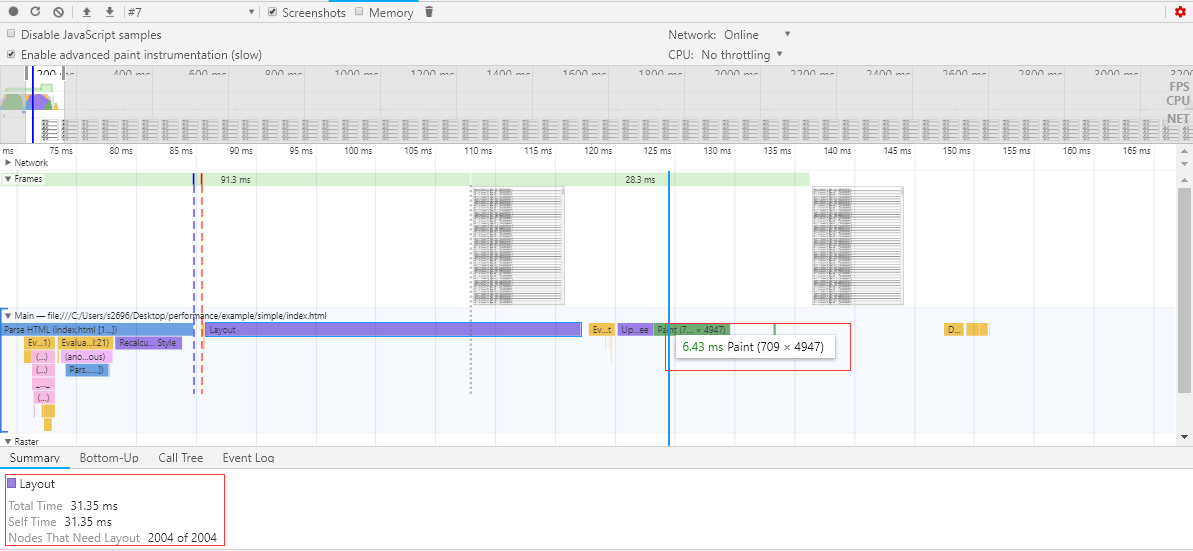 #7 Screenshots Memory
Disable JavaScript samples Network: Online
Enable advanced paint instrumentation (slow) CPU: No throttling
200 ms 400 ms 600 ms 800 ms 1000 ms 1200 ms 1400 ms 1600 ms 1800 ms 2000 ms 2200 ms 2400 ms 2600 ms 2800 ms 3000 ms 3200
FPS
CPU
NET
ms 75 ms 80 ms 85 ms 90 ms 95 ms 100 ms 105 ms 110 ms 115 ms 120 ms 125 ms 130 ms 135 ms 140 ms 145 ms 150 ms 155 ms 160 ms 165 ms
Network
Frames 91.3 ms 28.3 ms
Main — file:///C:/Users/s2696/Desktop/performance/example/simple/index.html
Parse HTML (index.html [1...]) Layout Ev...t Up...ee Paint (7... × 4947) D...
Ev...1) Evalua...l:21) Recalcu... Style
(...) (ano...ous) 6.43 ms Paint (709 × 4947)
(...) Pars......])
(...)
Raster
Summary Bottom-Up Call Tree Event Log
Layout
Total Time 31.35 ms
Self Time 31.35 ms
Nodes That Need Layout 2004 of 2004